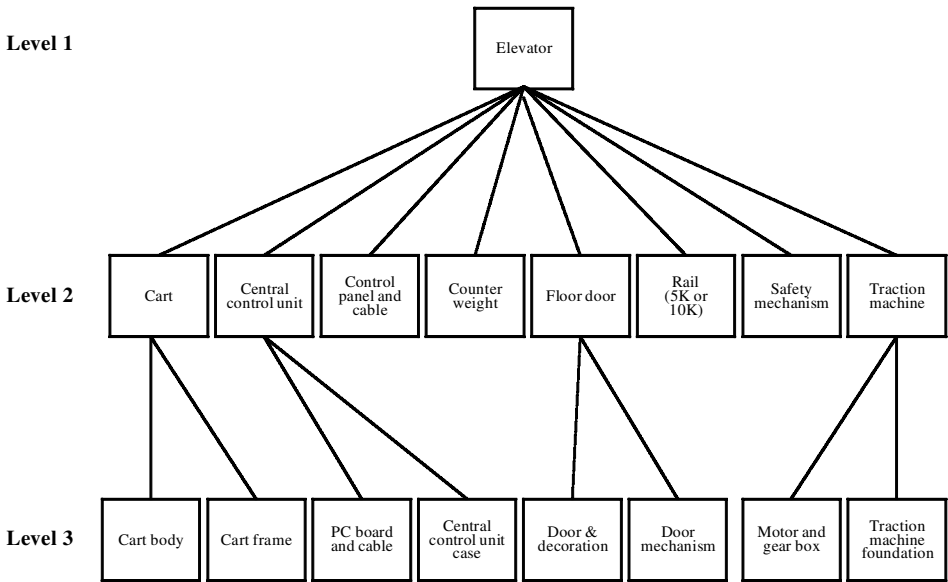 Level 1
Elevator
Level 2
Cart
Central
control unit
Control
panel and
cable
Counter
weight
Floor door
Rail
(5K or
10K)
Safety
mechanism
Traction
machine
Level 3
Cart body
Cart frame
PC board
and cable
Central
control unit
case
Door &
decoration
Door
mechanism
Motor and
gear box
Traction
machine
foundation